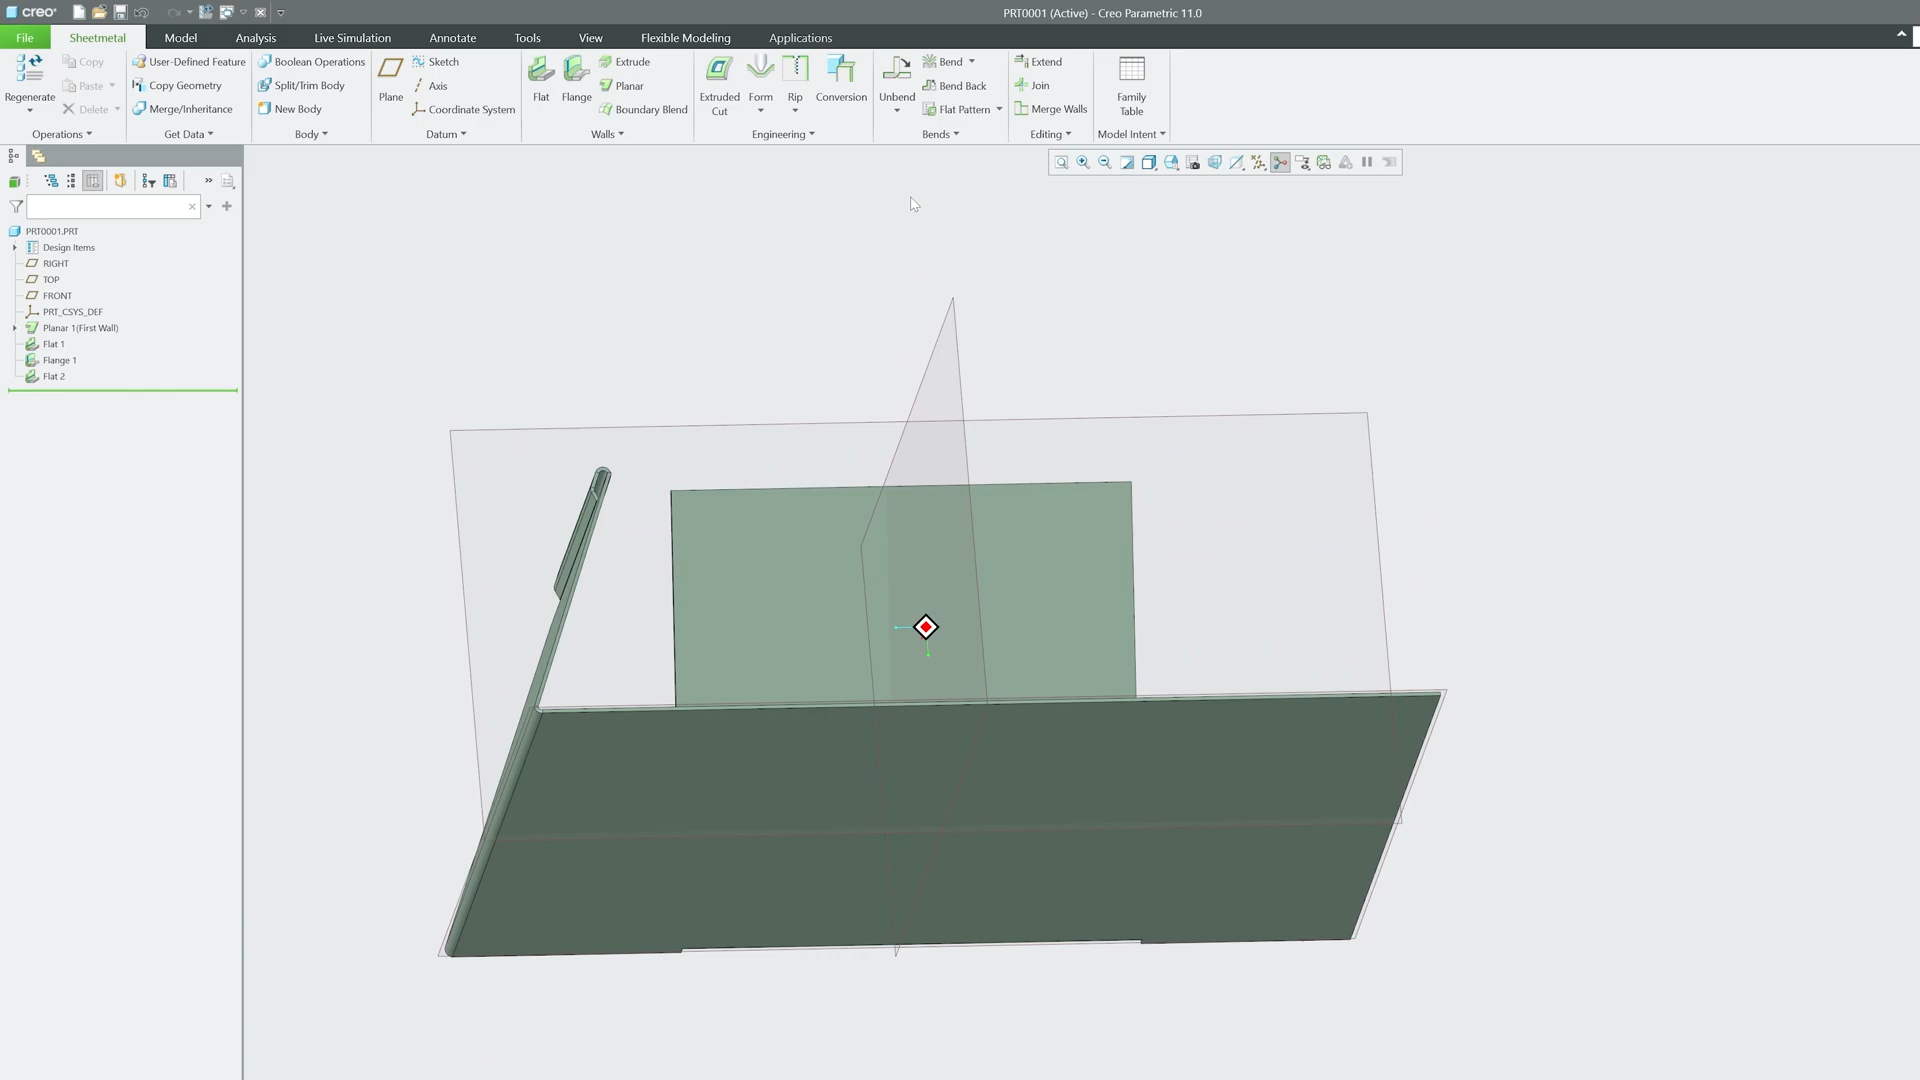 creo®
PRT0001 (Active) - Creo Parametric 11.0
File Sheetmetal Model Analysis Live Simulation Annotate Tools View Flexible Modeling Applications
Regenerate
Copy
Paste
Delete
Operations
User-Defined Feature
Copy Geometry
Merge/Inheritance
Get Data
Boolean Operations
Split/Trim Body
New Body
Body
Plane
Sketch
Axis
Coordinate System
Datum
Flat
Flange
Extrude
Planar
Boundary Blend
Walls
Extruded Cut
Form
Rip
Conversion
Engineering
Unbend
Bend
Bend Back
Flat Pattern
Bends
Extend
Join
Merge Walls
Editing
Family Table
Model Intent
PRT0001.PRT
Design Items
RIGHT
TOP
FRONT
PRT_CSYS_DEF
Planar 1(First Wall)
Flat 1
Flange 1
Flat 2